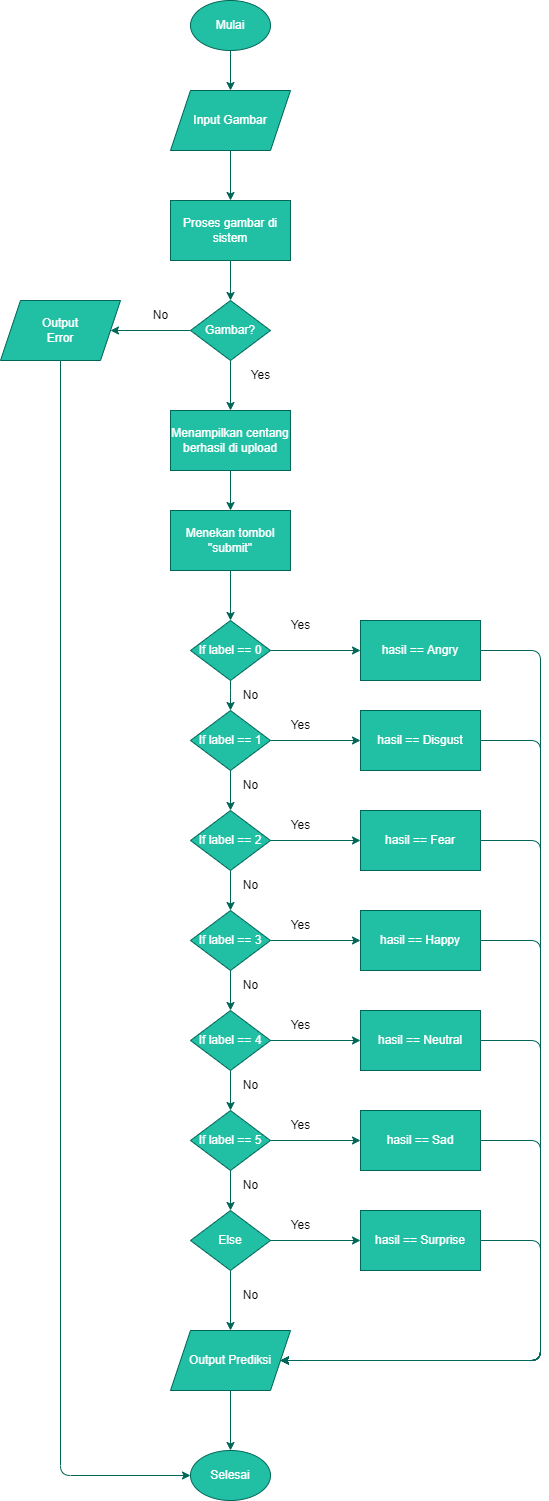 Mulai
Input Gambar
Proses gambar di
sistem
Output
Error
No
Gambar?
Yes
Menampilkan centang
berhasil di upload
Menekan tombol
"submit"
If label == 0
Yes
hasil == Angry
No
If label == 1
Yes
hasil == Disgust
No
If label == 2
Yes
hasil == Fear
No
If label == 3
Yes
hasil == Happy
No
If label == 4
Yes
hasil == Neutral
No
If label == 5
Yes
hasil == Sad
No
Else
Yes
hasil == Surprise
No
Output Prediksi
Selesai